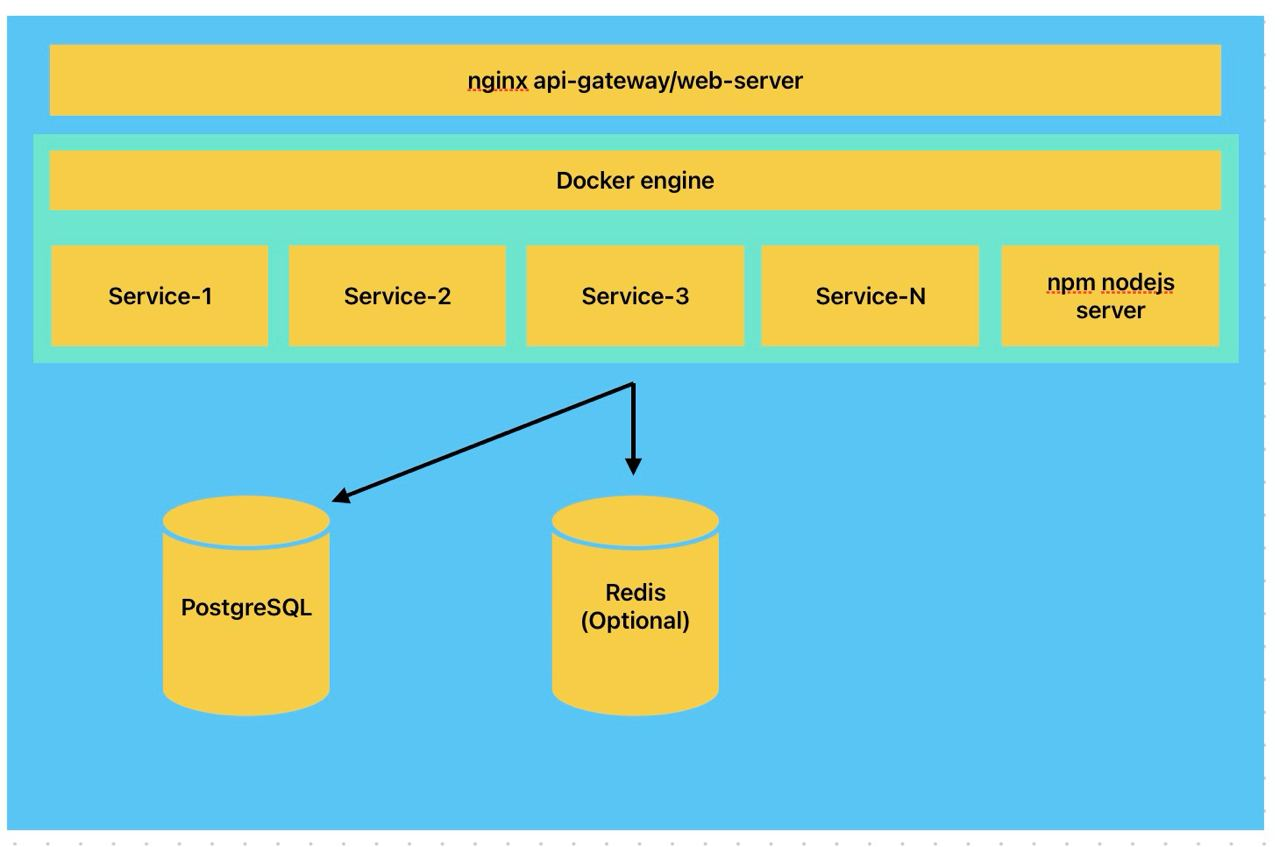 nginx api-gateway/web-server
Docker engine
Service-1
Service-2
Service-3
Service-N
npm nodejs
server
PostgreSQL
Redis
(Optional)